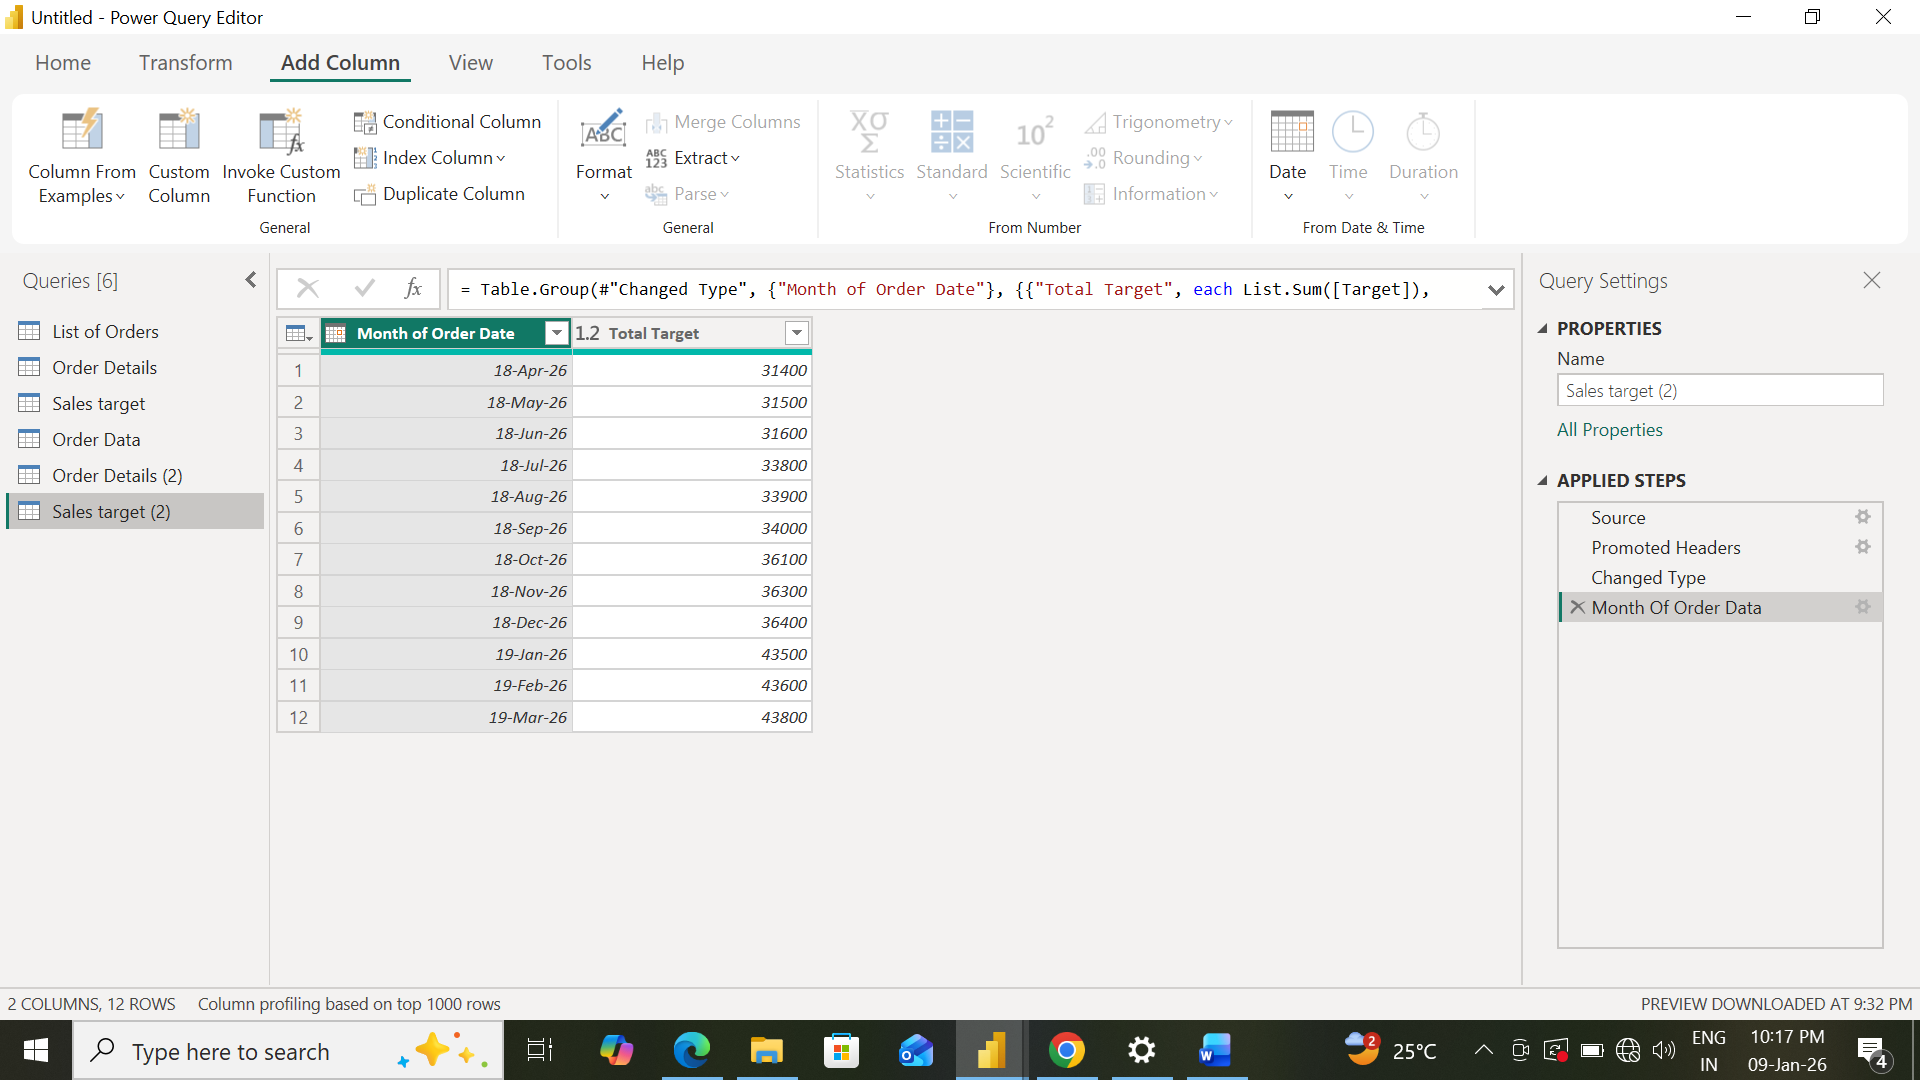 Untitled - Power Query Editor
Home Transform Add Column View Tools Help
Column From Examples
Custom Column
Invoke Custom Function
Conditional Column
Index Column
Duplicate Column
General
Format
Merge Columns
ABC 123 Extract
abc Parse
General
Statistics
Standard
10² Scientific
Trigonometry
.00 →.0 Rounding
Information
From Number
Date
Time
Duration
From Date & Time
Queries [6]
List of Orders
Order Details
Sales target
Order Data
Order Details (2)
Sales target (2)
fx = Table.Group(#"Changed Type", {"Month of Order Date"}, {{"Total Target", each List.Sum([Target]),
Month of Order Date 1.2 Total Target
1 18-Apr-26 31400
2 18-May-26 31500
3 18-Jun-26 31600
4 18-Jul-26 33800
5 18-Aug-26 33900
6 18-Sep-26 34000
7 18-Oct-26 36100
8 18-Nov-26 36300
9 18-Dec-26 36400
10 19-Jan-26 43500
11 19-Feb-26 43600
12 19-Mar-26 43800
Query Settings
PROPERTIES
Name
Sales target (2)
All Properties
APPLIED STEPS
Source
Promoted Headers
Changed Type
Month Of Order Data
2 COLUMNS, 12 ROWS Column profiling based on top 1000 rows
PREVIEW DOWNLOADED AT 9:32 PM
Type here to search
2 25°C
ENG
IN
10:17 PM
09-Jan-26
4